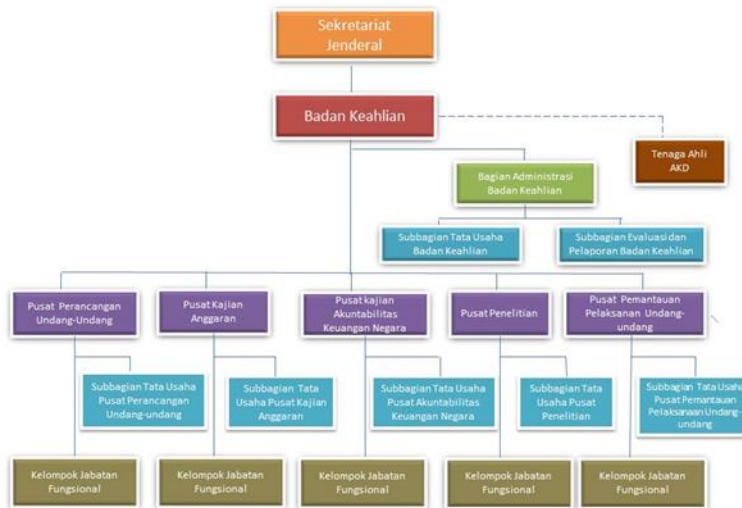 Sekretariat
Jenderal
Badan Keahlian
Tenaga Ahli
AKD
Bagian Administrasi
Badan Keahlian
Subbagian Tata Usaha
Badan Keahlian
Subbagian Evaluasi dan
Pelaporan Badan Keahlian
Pusat Perancangan
Undang-Undang
Pusat Kajian
Anggaran
Pusat kajian
Akuntabilitas
Keuangan Negara
Pusat Penelitian
Pusat Pemantauan
Pelaksanan Undang-
undang
Subbagian Tata Usaha
Pusat Perancangan
Undang-undang
Subbagian Tata
Usaha Pusat Kajian
Anggaran
Subbagian Tata Usaha
Pusat Akuntabilitas
Keuangan Negara
Subbagian Tata
Usaha Pusat
Penelitian
Subbagian Tata Usaha
Pusat Pemantauan
Pelaksanaan Undang-
undang
Kelompok Jabatan
Fungsional
Kelompok Jabatan
Fungsional
Kelompok Jabatan
Fungsional
Kelompok Jabatan
Fungsional
Kelompok Jabatan
Fungsional